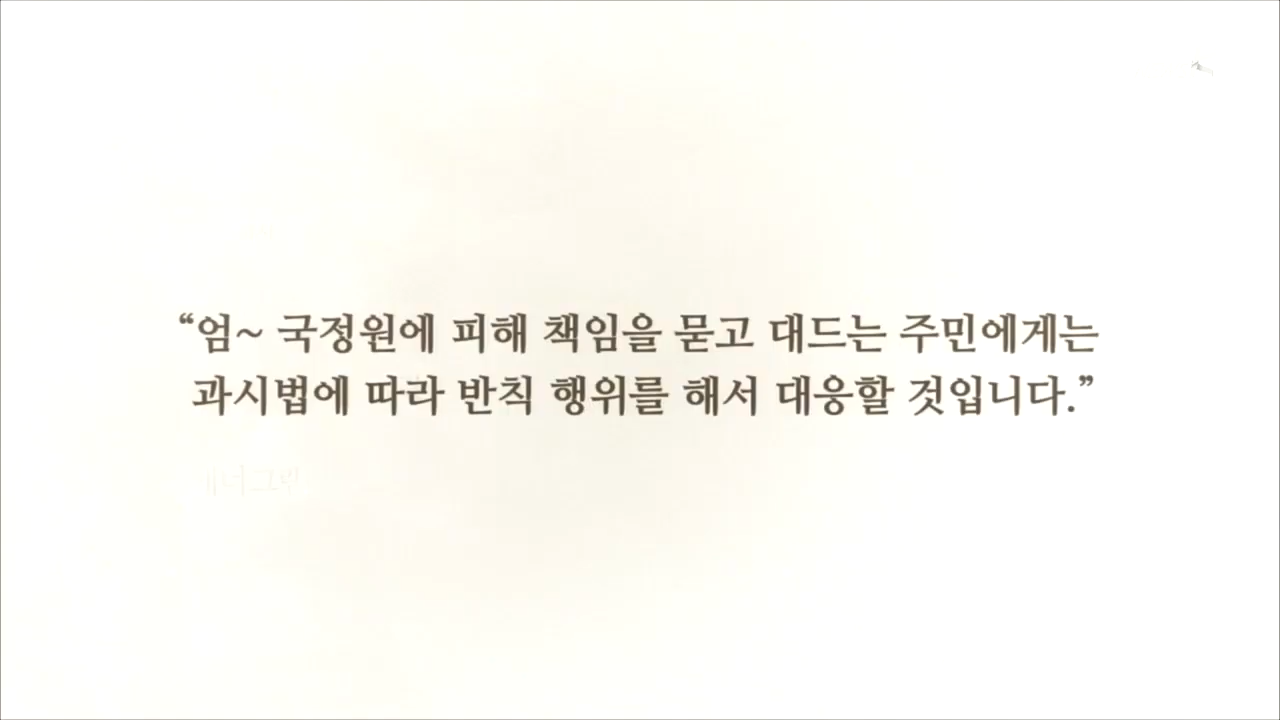 “엄~ 국정원에 피해 책임을 묻고 대드는 주민에게는
과시법에 따라 반칙 행위를 해서 대응할 것입니다.”